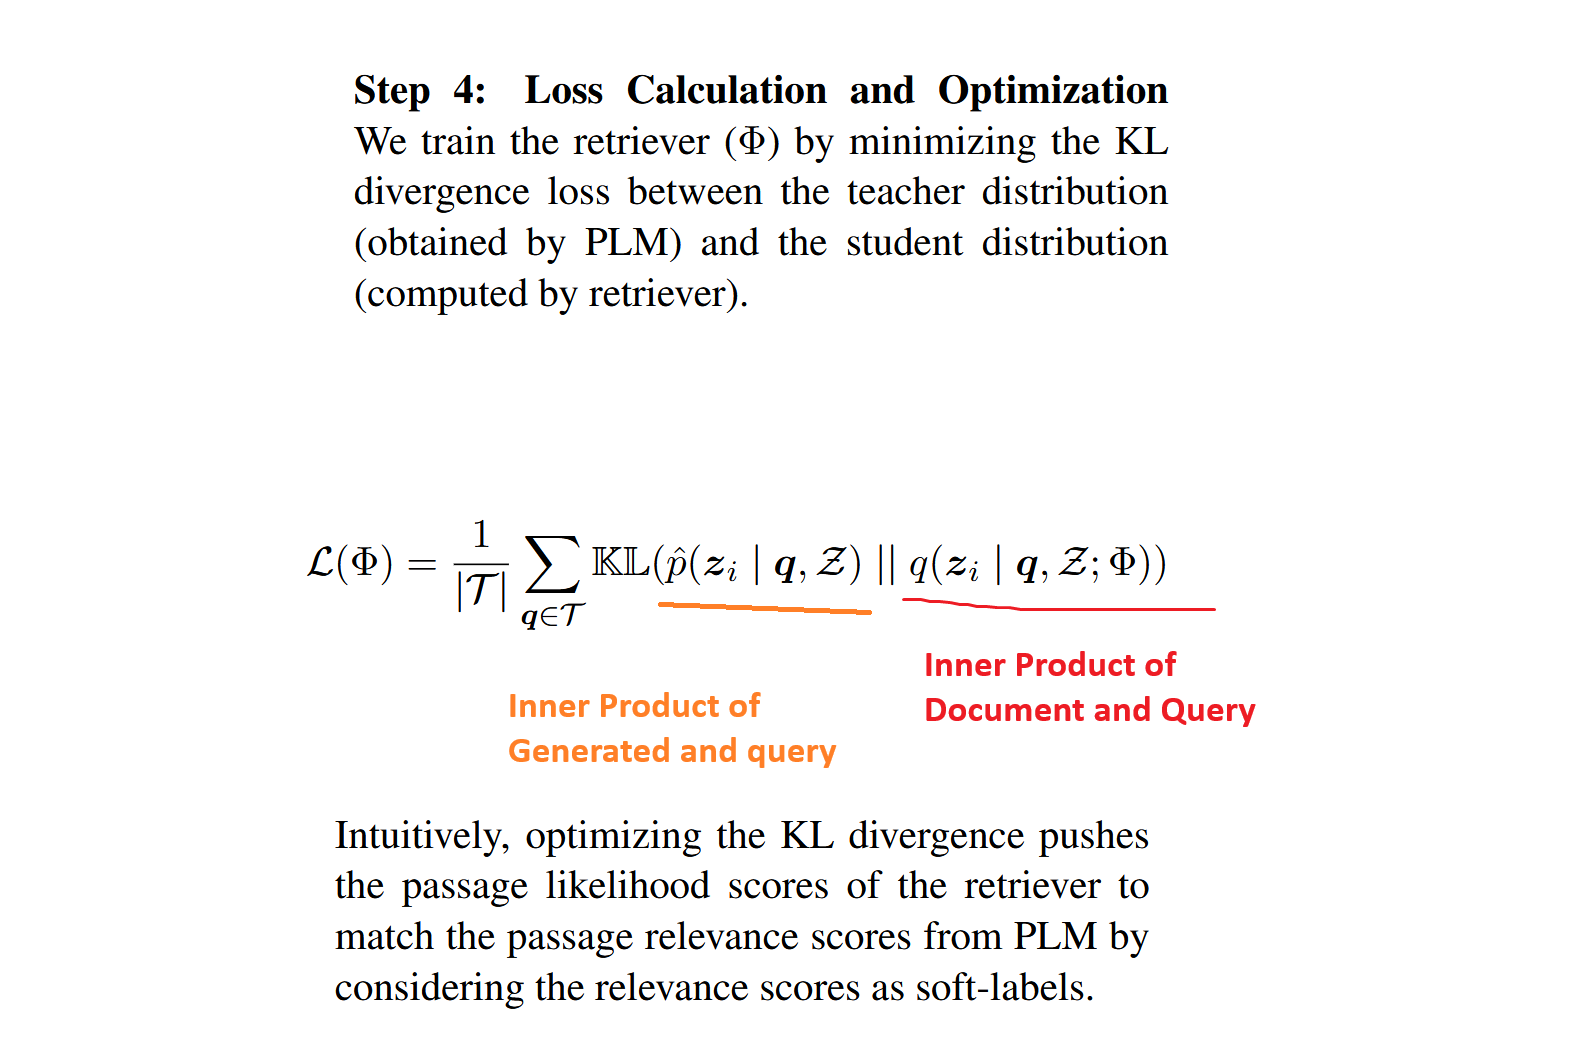 Step 4: Loss Calculation and Optimization
We train the retriever (Φ) by minimizing the KL
divergence loss between the teacher distribution
(obtained by PLM) and the student distribution
(computed by retriever).
𝓛(Φ) = 1/|𝒯| ∑_{q∈𝒯} 𝕂𝕃(p̂(z_i | q, 𝒵) || q(z_i | q, 𝒵; Φ))
Inner Product of
Document and Query
Inner Product of
Generated and query
Intuitively, optimizing the KL divergence pushes
the passage likelihood scores of the retriever to
match the passage relevance scores from PLM by
considering the relevance scores as soft-labels.